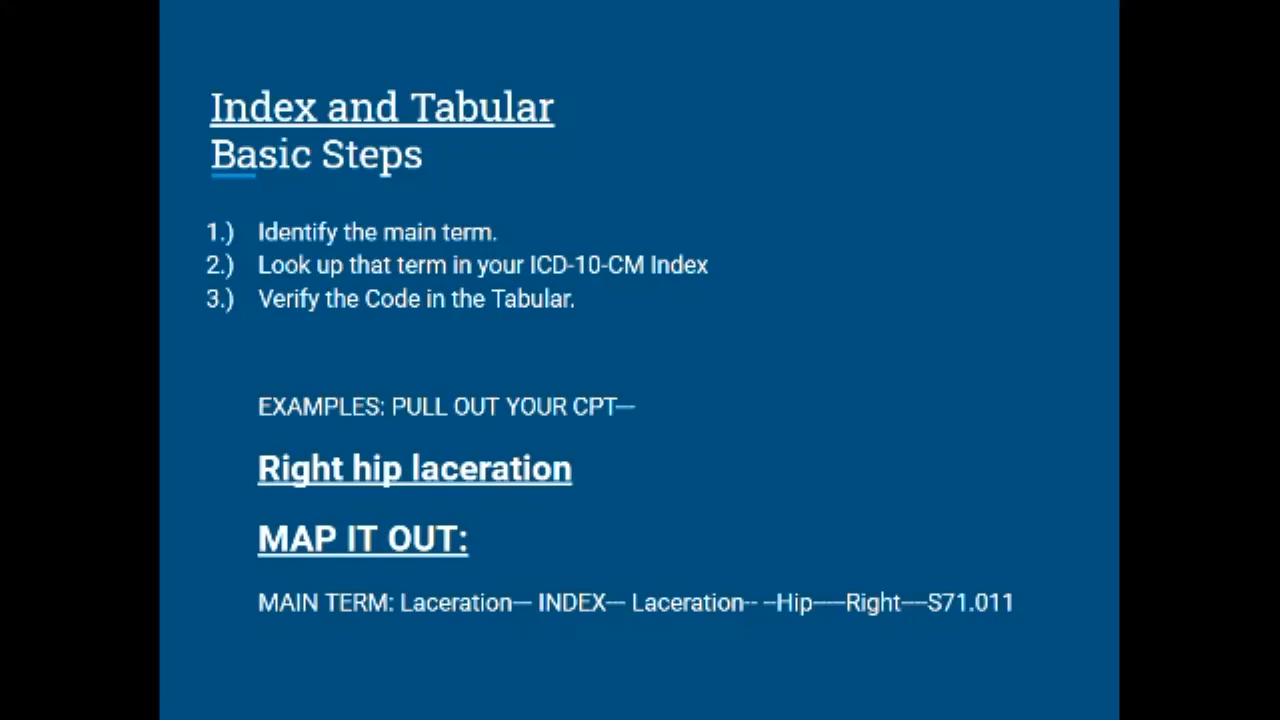 Index and Tabular
Basic Steps
1.) Identify the main term.
2.) Look up that term in your ICD-10-CM Index
3.) Verify the Code in the Tabular.
EXAMPLES: PULL OUT YOUR CPT—
Right hip laceration
MAP IT OUT:
MAIN TERM: Laceration— INDEX— Laceration-- --Hip-----Right----S71.011